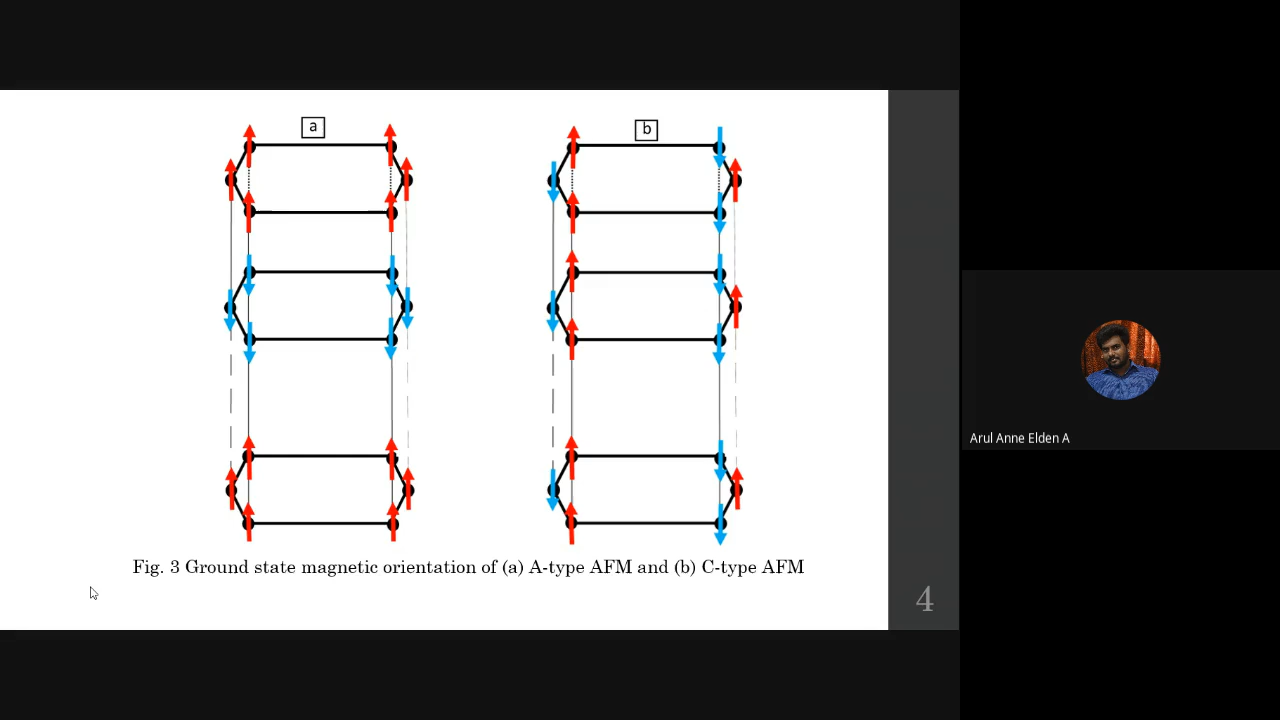 a
b
Fig. 3 Ground state magnetic orientation of (a) A-type AFM and (b) C-type AFM
4
Arul Anne Elden A